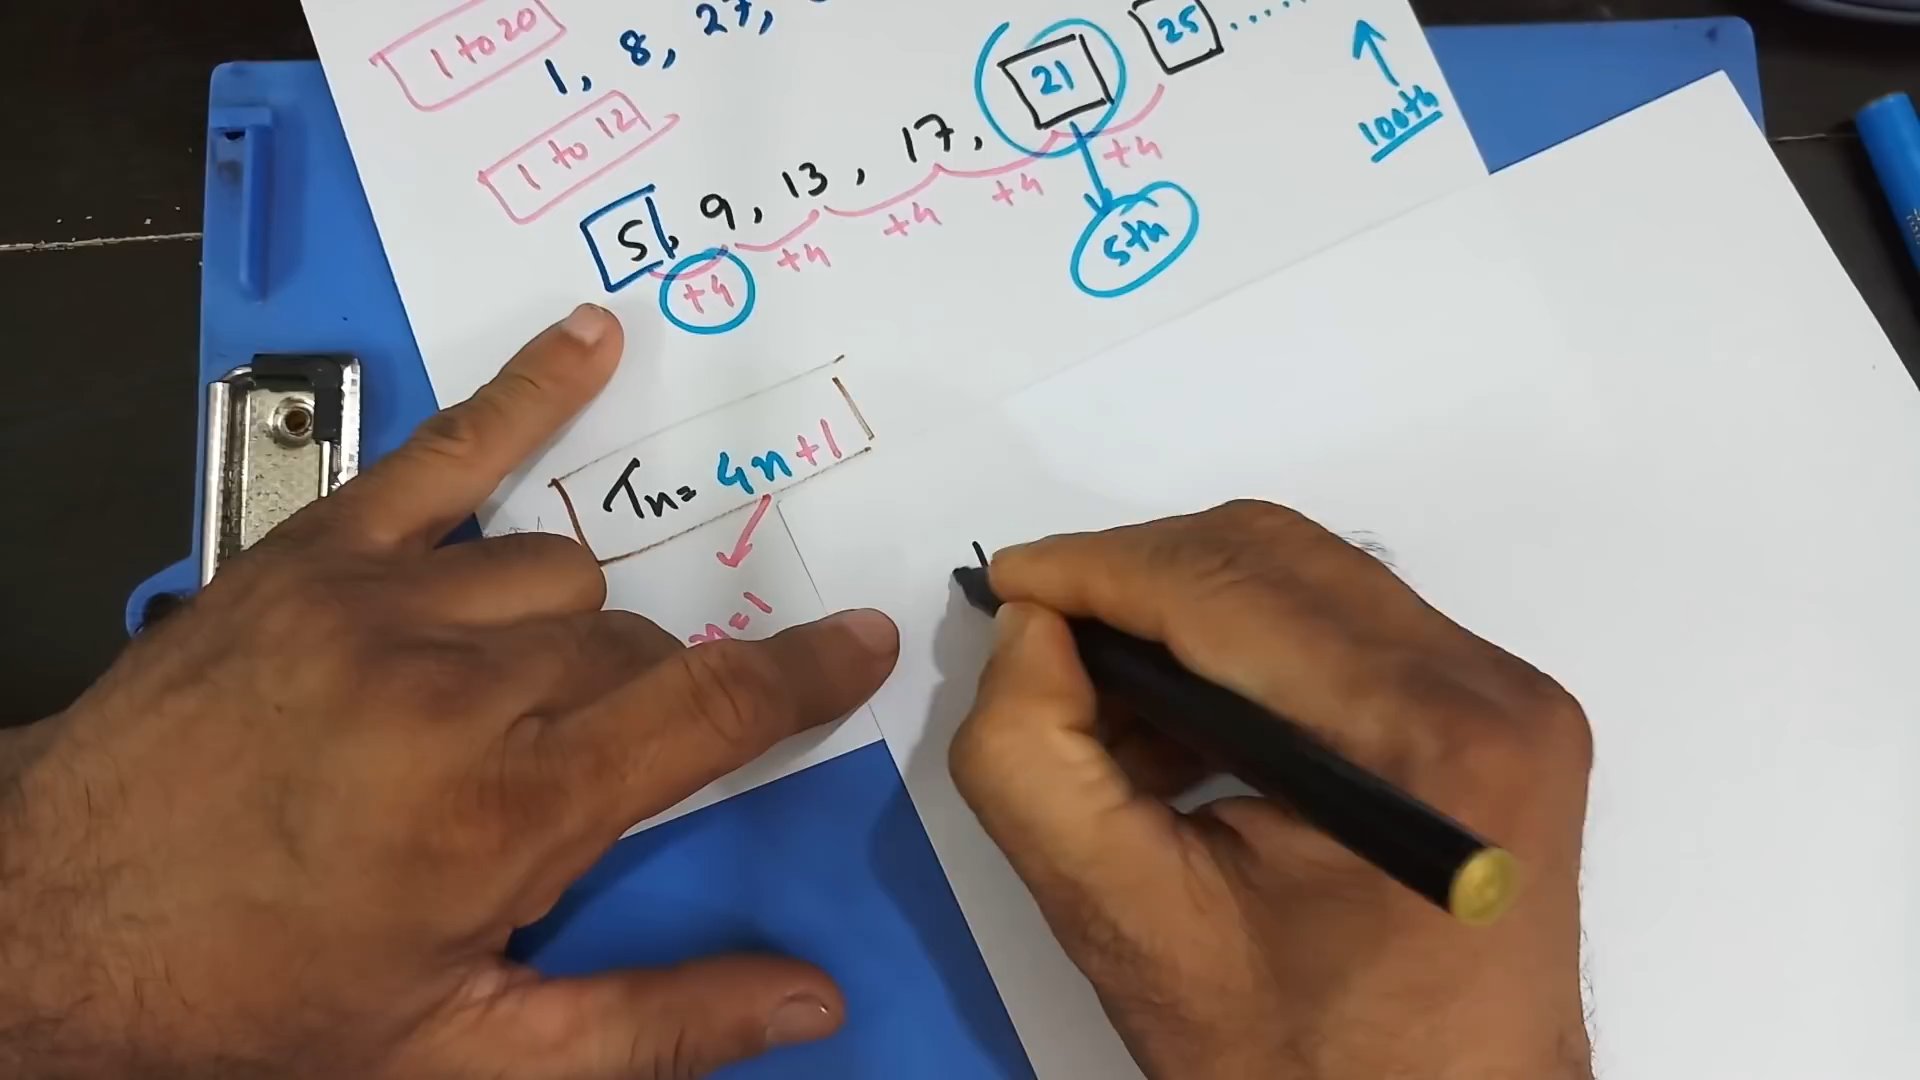 1 to 20
1, 8, 27,
1 to 12
5, 9, 13, 17, 21 25 .....
+4 +4 +4 +4 +4
5th
100th
Tn= 4n+1
n=1